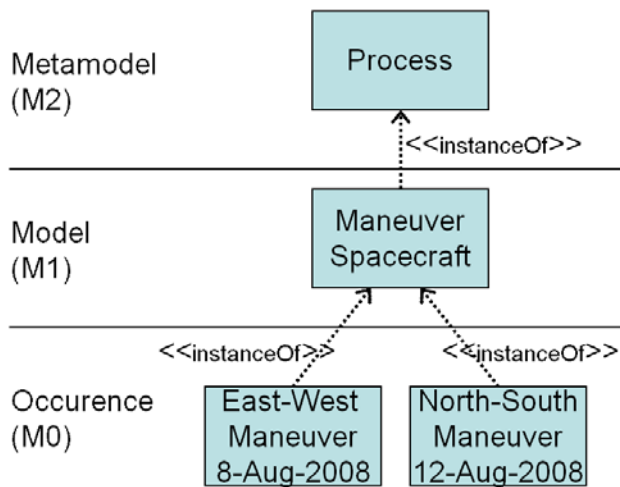 Metamodel
(M2)
Process
<<instanceOf>>
Model
(M1)
Maneuver
Spacecraft
<<instanceOf>>
<<instanceOf>>
Occurence
(M0)
East-West
Maneuver
8-Aug-2008
North-South
Maneuver
12-Aug-2008